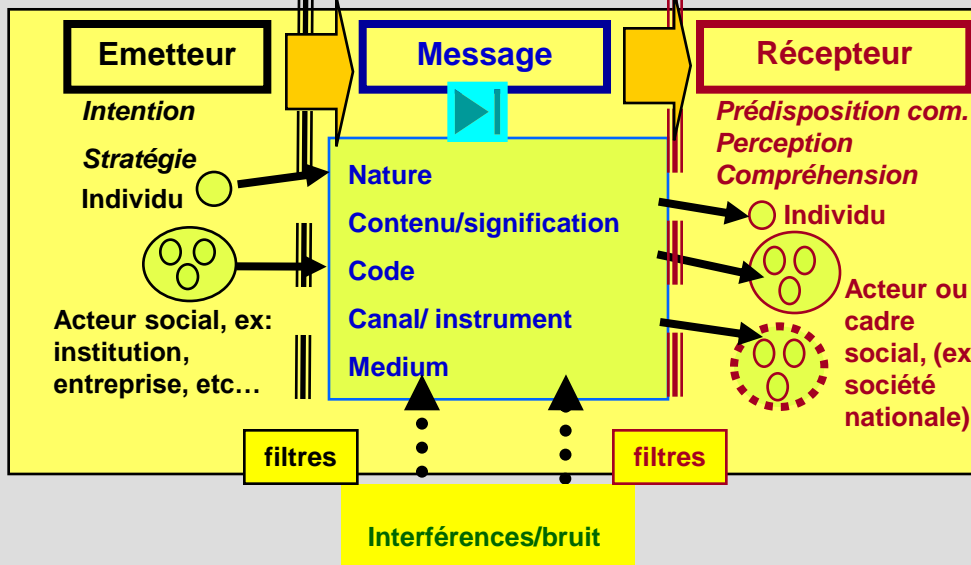 Emetteur
Intention
Stratégie
Individu
Acteur social, ex:
institution,
entreprise, etc…
filtres
Message
Nature
Contenu/signification
Code
Canal/ instrument
Medium
Interférences/bruit
Récepteur
Prédisposition com.
Perception
Compréhension
Individu
Acteur ou
cadre
social, (ex
société
nationale)
filtres